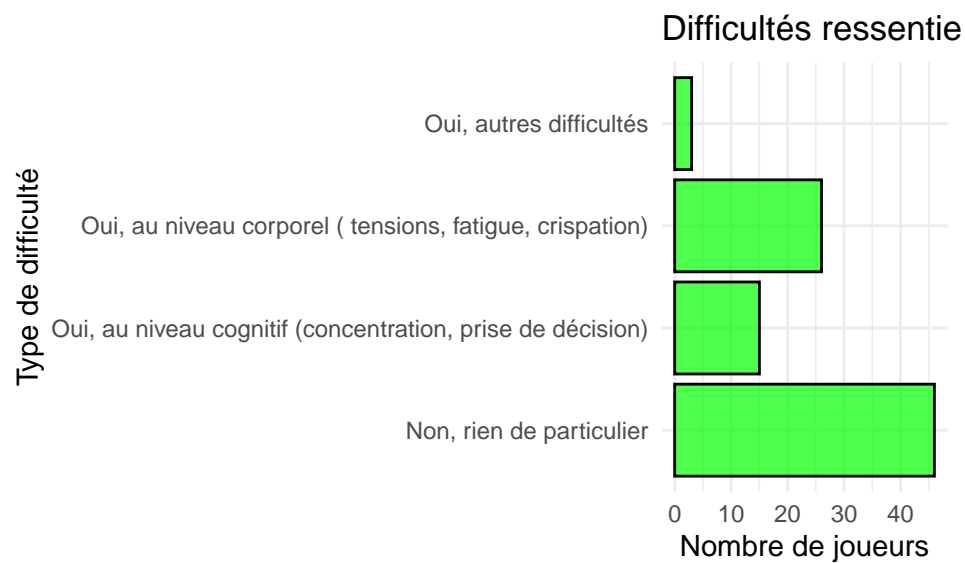 Difficultés ressentie
Type de difficulté
Oui, autres difficultés
Oui, au niveau corporel ( tensions, fatigue, crispation)
Oui, au niveau cognitif (concentration, prise de décision)
Non, rien de particulier
0 10 20 30 40
Nombre de joueurs